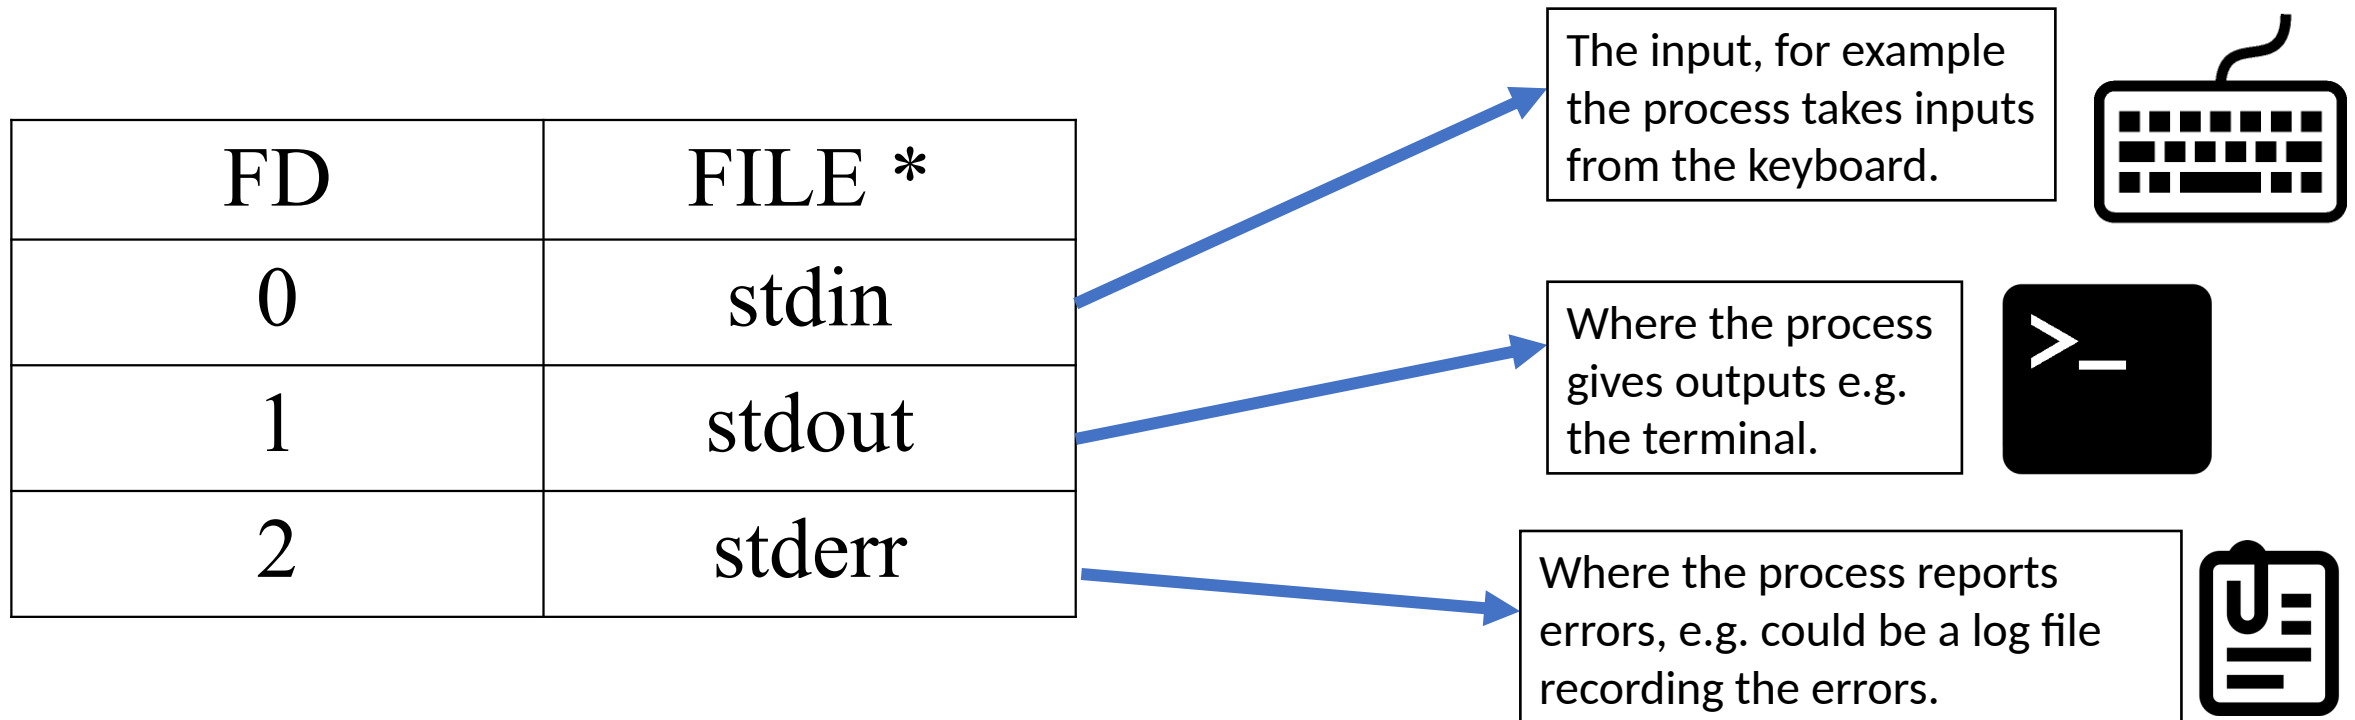 FD FILE *
0 stdin
1 stdout
2 stderr
The input, for example
the process takes inputs
from the keyboard.
Where the process
gives outputs e.g.
the terminal.
>_
Where the process reports
errors, e.g. could be a log file
recording the errors.